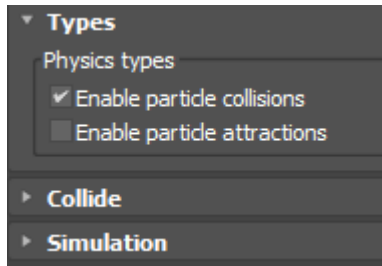 Types
Physics types
Enable particle collisions
Enable particle attractions
Collide
Simulation